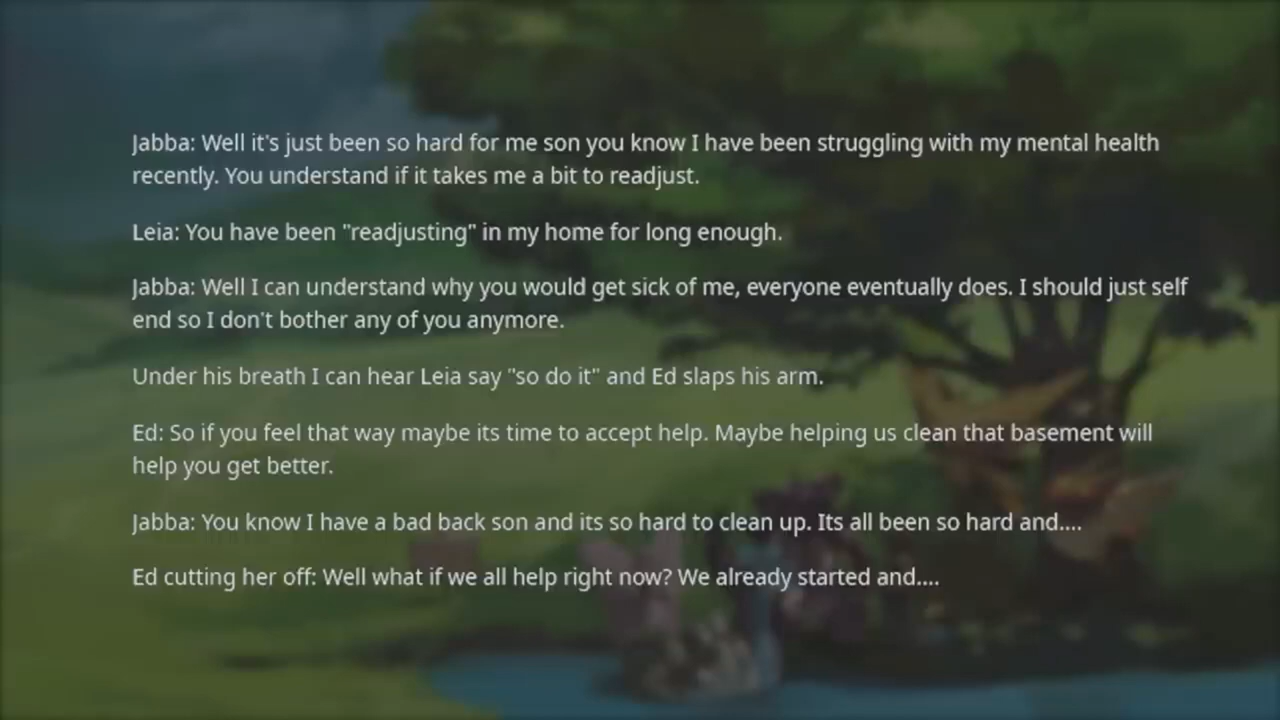 Jabba: Well it's just been so hard for me son you know I have been struggling with my mental health
recently. You understand if it takes me a bit to readjust.
Leia: You have been "readjusting" in my home for long enough.
Jabba: Well I can understand why you would get sick of me, everyone eventually does. I should just self
end so I don't bother any of you anymore.
Under his breath I can hear Leia say "so do it" and Ed slaps his arm.
Ed: So if you feel that way maybe its time to accept help. Maybe helping us clean that basement will
help you get better.
Jabba: You know I have a bad back son and its so hard to clean up. Its all been so hard and....
Ed cutting her off: Well what if we all help right now? We already started and....